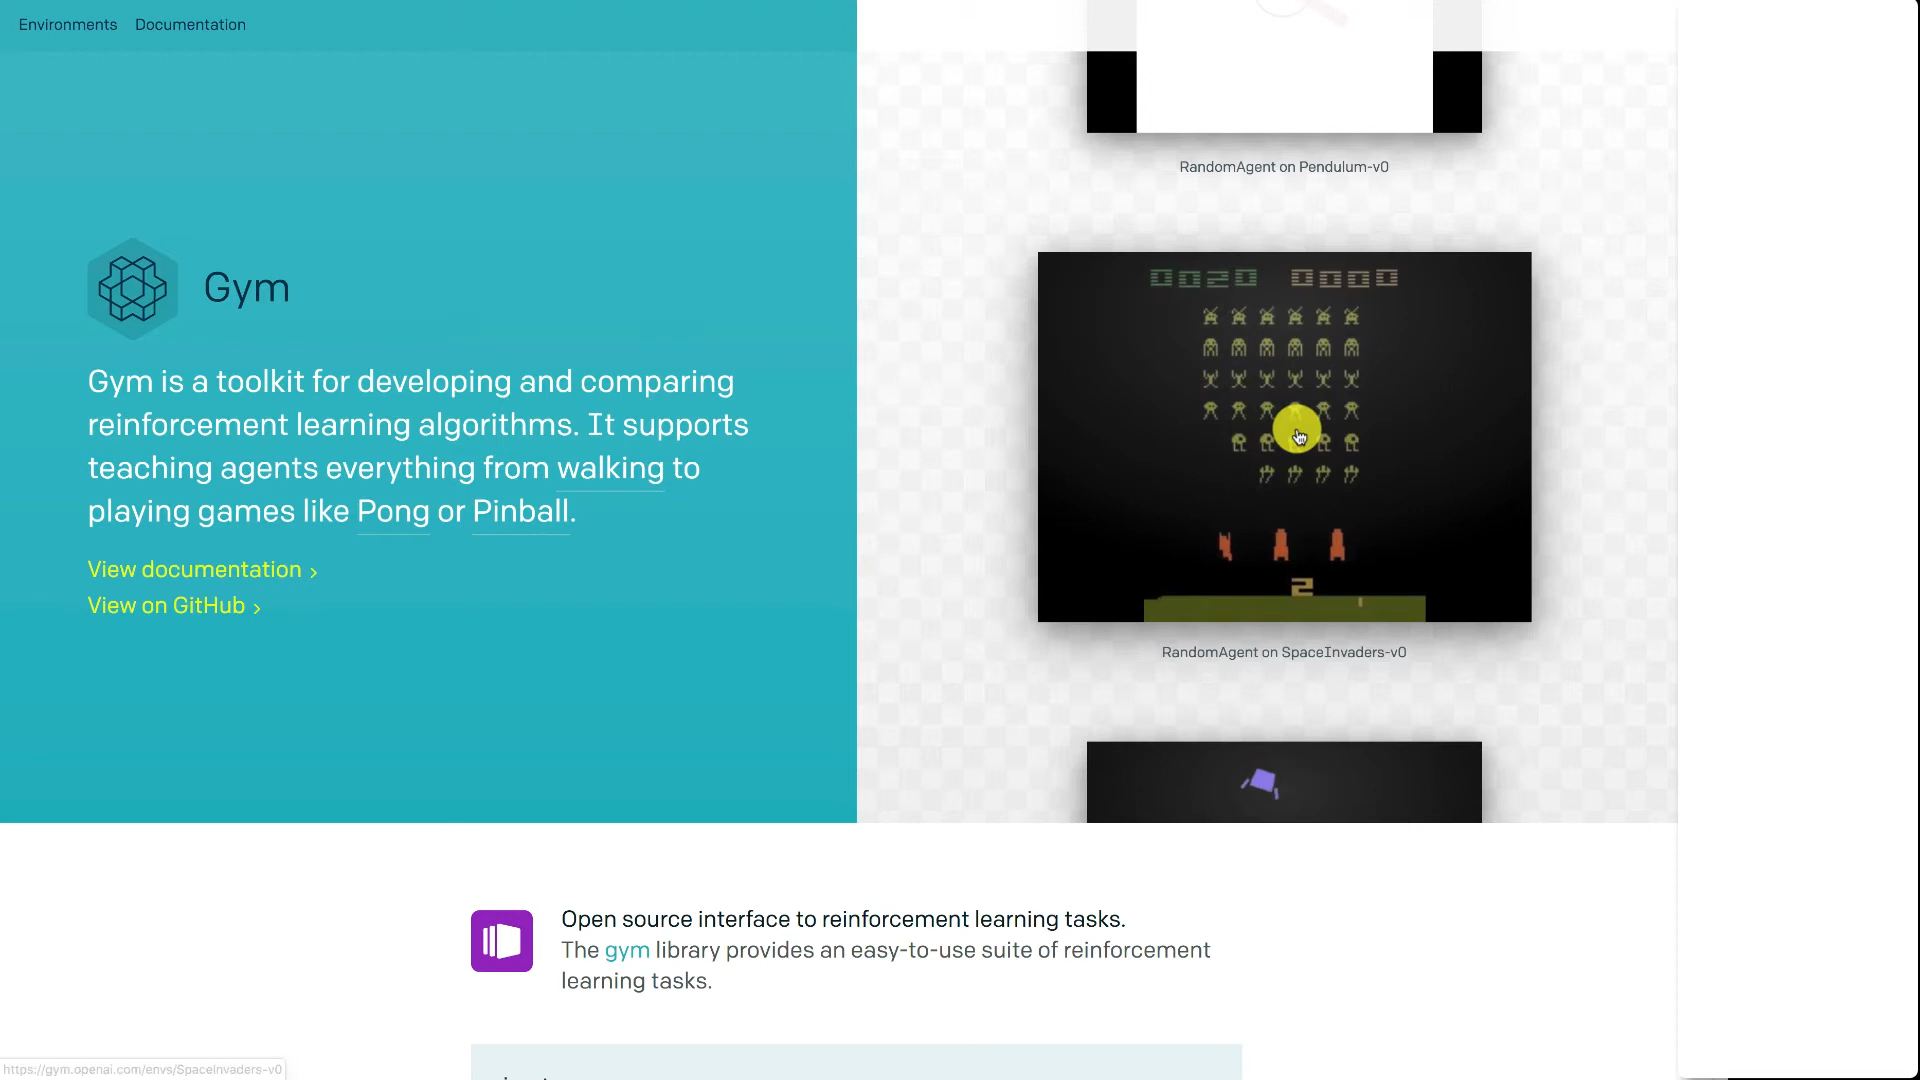 Environments Documentation
Gym
Gym is a toolkit for developing and comparing
reinforcement learning algorithms. It supports
teaching agents everything from walking to
playing games like Pong or Pinball.
View documentation >
View on GitHub >
RandomAgent on Pendulum-v0
0020 0000
2
RandomAgent on SpaceInvaders-v0
Open source interface to reinforcement learning tasks.
The gym library provides an easy-to-use suite of reinforcement
learning tasks.
https://gym.openai.com/envs/SpaceInvaders-v0